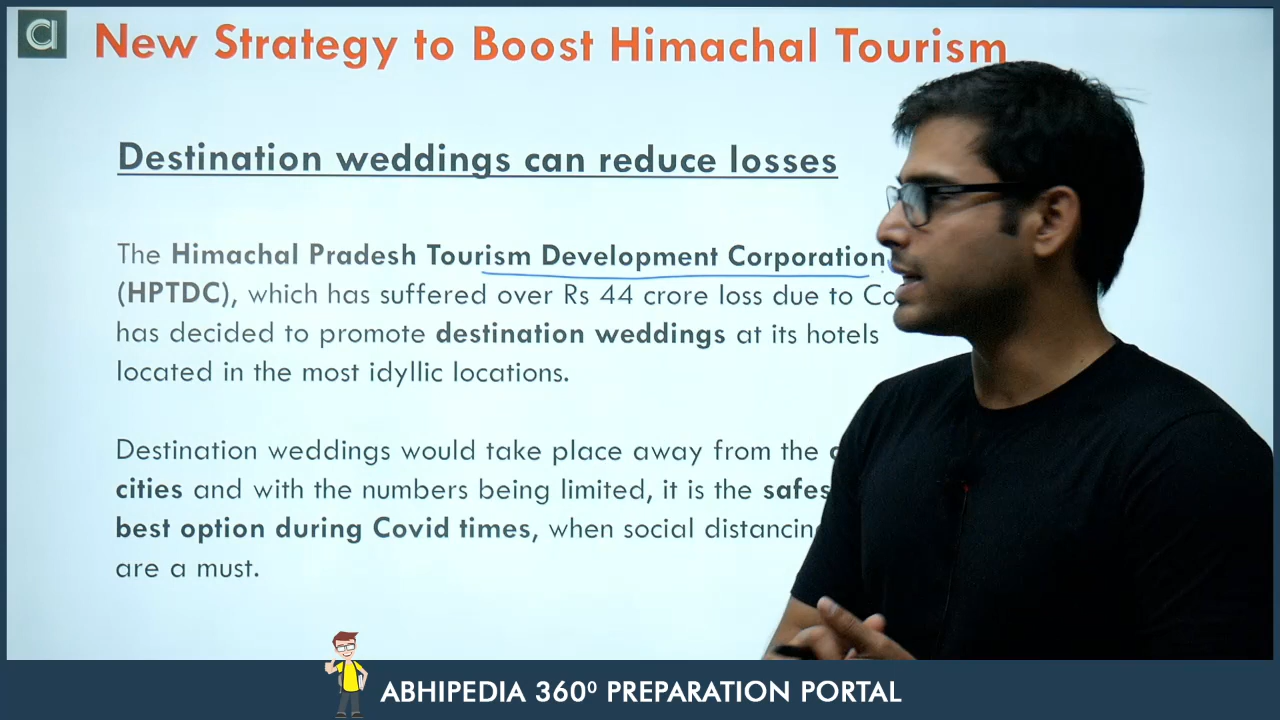 New Strategy to Boost Himachal Tourism
Destination weddings can reduce losses
The Himachal Pradesh Tourism Development Corporation
(HPTDC), which has suffered over Rs 44 crore loss due to
has decided to promote destination weddings at its hotels
located in the most idyllic locations.
Destination weddings would take place away from the
cities and with the numbers being limited, it is the
best option during Covid times, when social
are a must.
ABHIPEDIA 360⁰ PREPARATION PORTAL